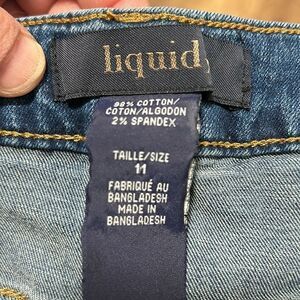 liquid
98% COTTON/
COTON/ALGODON
2% SPANDEX
TAILLE/SIZE
11
FABRIQUÉ AU
BANGLADESH
MADE IN
BANGLADESH